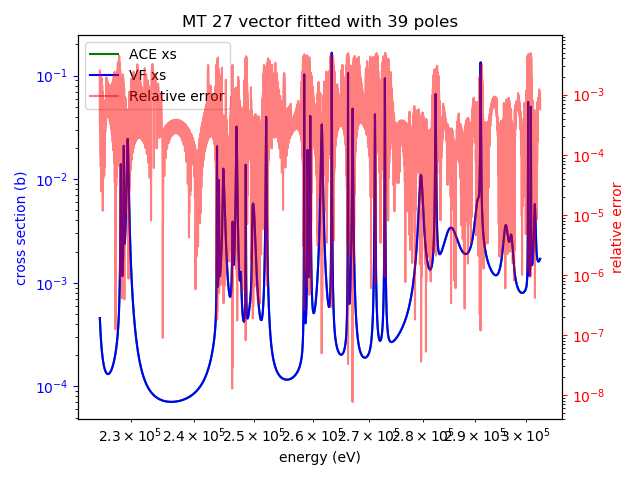 MT 27 vector fitted with 39 poles
ACE xs
VF xs
Relative error
10⁻¹
10⁻²
10⁻³
10⁻⁴
cross section (b)
10⁻³
10⁻⁴
10⁻⁵
10⁻⁶
10⁻⁷
10⁻⁸
relative error
2.3 × 10⁵ 2.4 × 10⁵ 2.5 × 10⁵ 2.6 × 10⁵ 2.7 × 10⁵ 2.8 × 10⁵ 2.9 × 10⁵ 3 × 10⁵
energy (eV)